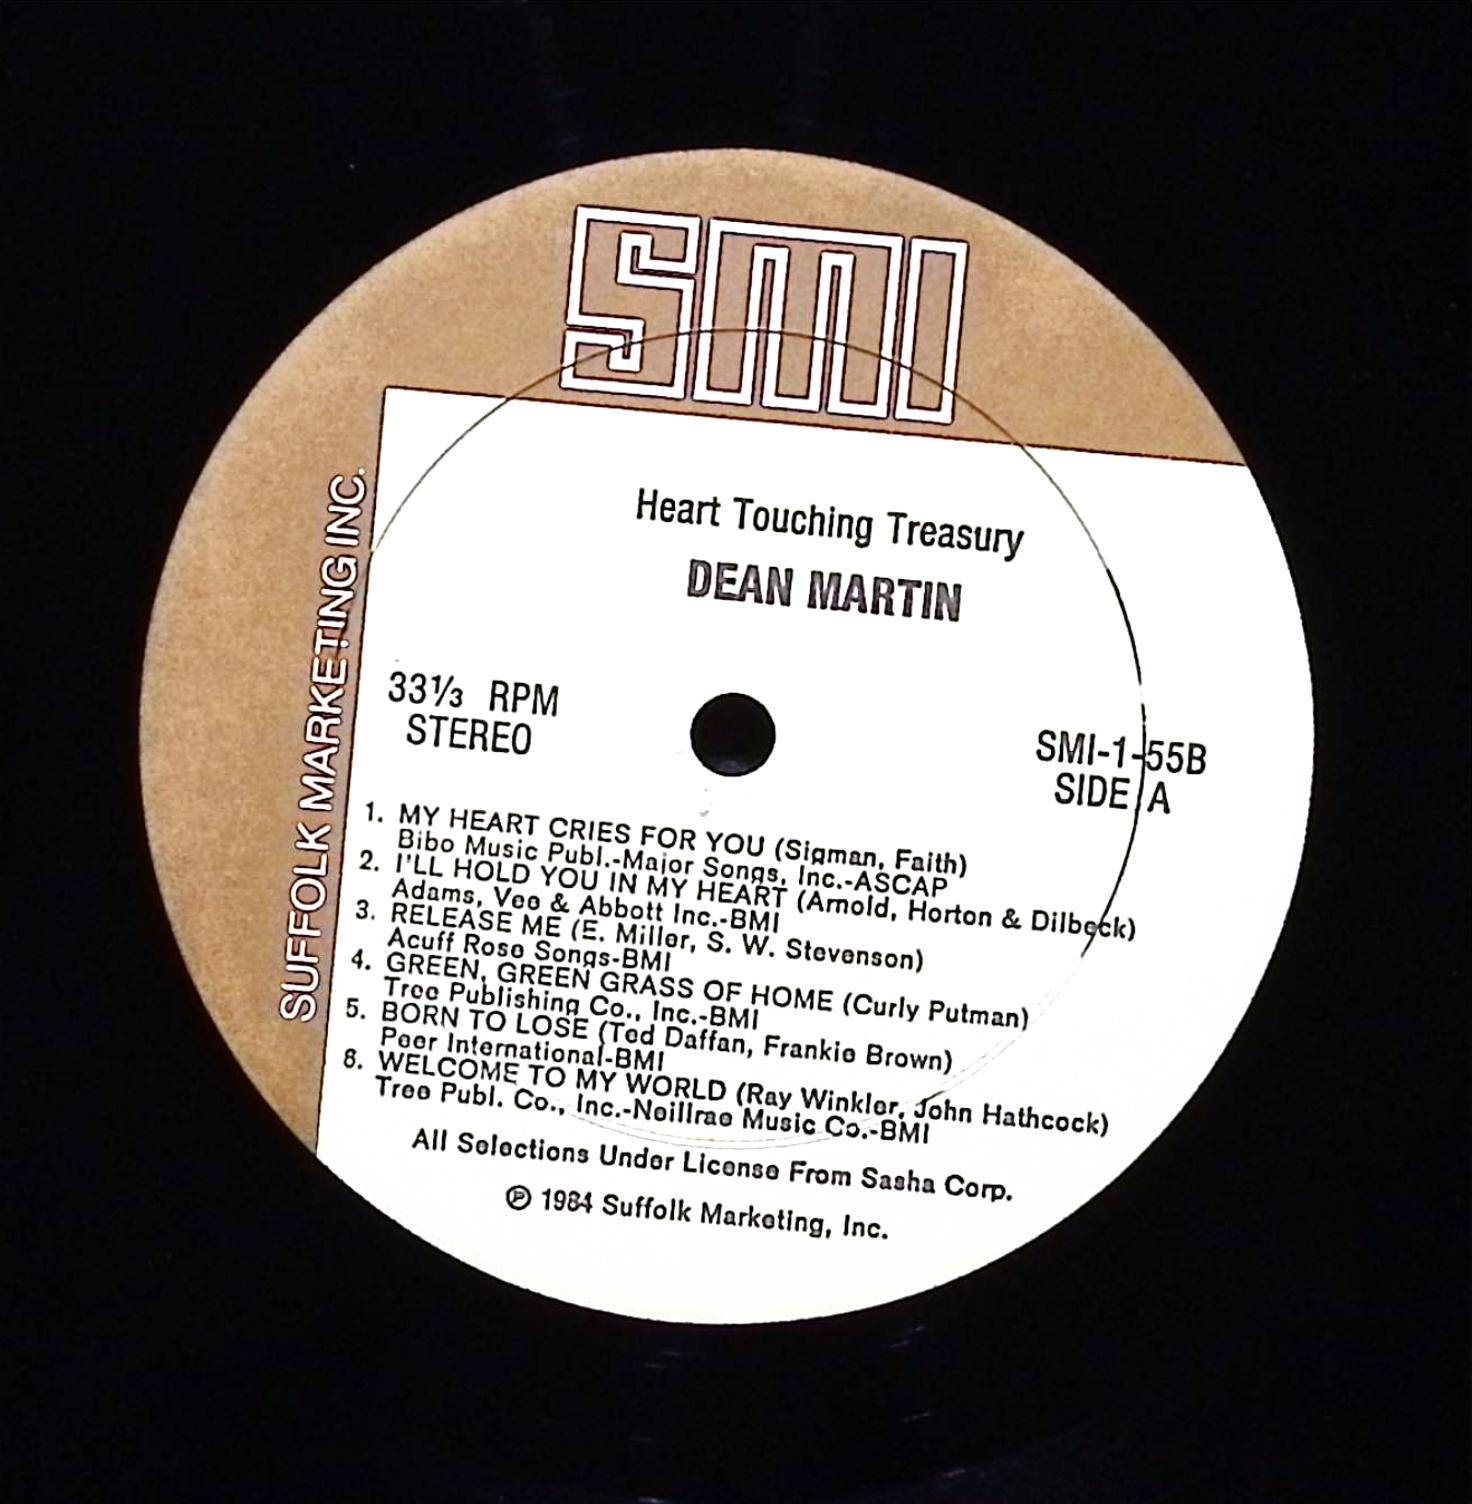 SMI
SUFFOLK MARKETING INC.
Heart Touching Treasury
DEAN MARTIN
33⅓ RPM
STEREO
SMI-1-55B
SIDE A
1. MY HEART CRIES FOR YOU (Sigman, Faith)
Bibo Music Publ.-Major Songs, Inc.-ASCAP
2. I'LL HOLD YOU IN MY HEART (Arnold, Horton & Dilbeck)
Adams, Vee & Abbott Inc.-BMI
3. RELEASE ME (E. Miller, S. W. Stevenson)
Acuff Rose Songs-BMI
4. GREEN, GREEN GRASS OF HOME (Curly Putman)
Tree Publishing Co., Inc.-BMI
5. BORN TO LOSE (Ted Daffan, Frankie Brown)
Peer International-BMI
8. WELCOME TO MY WORLD (Ray Winkler, John Hathcock)
Tree Publ. Co., Inc.-Neillrae Music Co.-BMI
All Selections Under License From Sasha Corp.
℗ 1984 Suffolk Marketing, Inc.